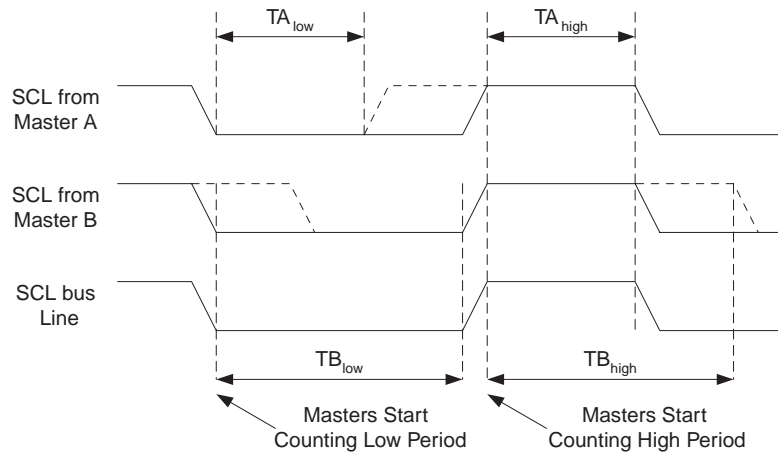 TA low
TA high
SCL from
Master A
SCL from
Master B
SCL bus
Line
TB low
TB high
Masters Start
Counting Low Period
Masters Start
Counting High Period